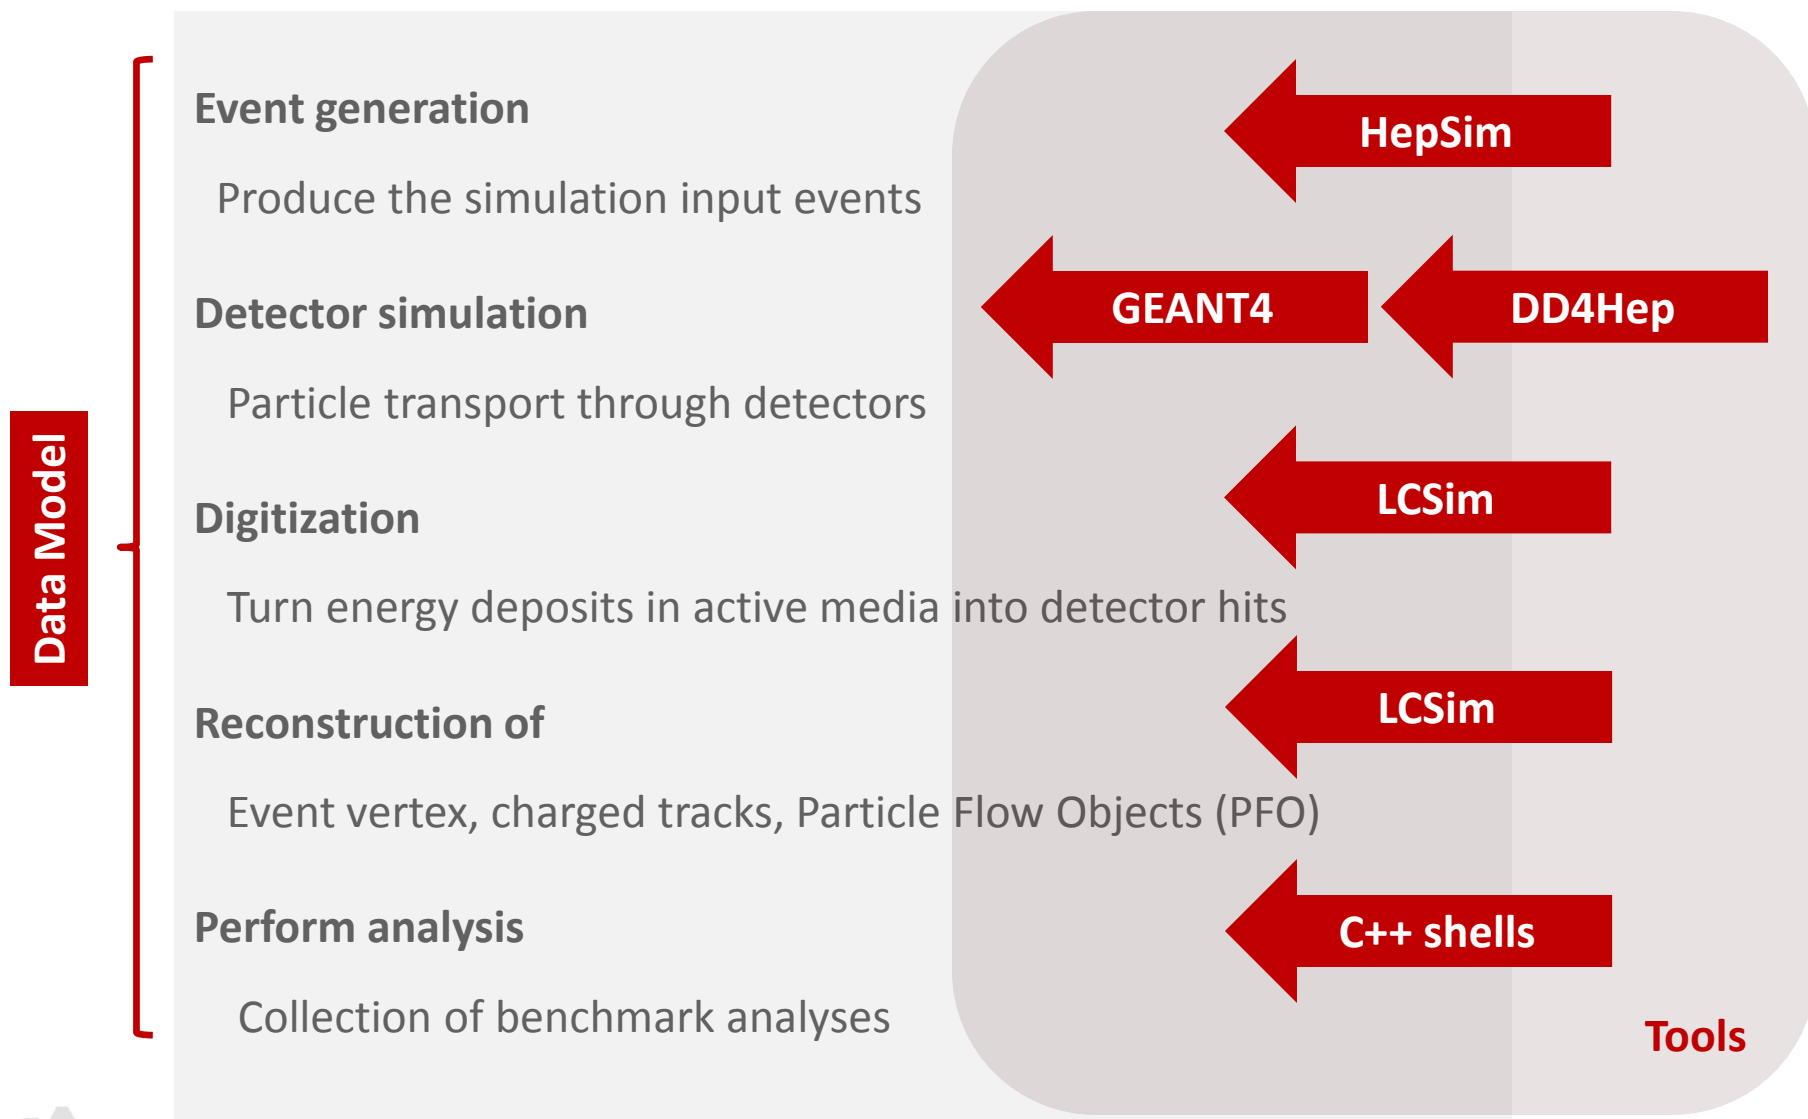 Event generation
HepSim
Produce the simulation input events
Detector simulation
GEANT4
DD4Hep
Particle transport through detectors
Data Model
Digitization
LCSim
Turn energy deposits in active media into detector hits
Reconstruction of
LCSim
Event vertex, charged tracks, Particle Flow Objects (PFO)
Perform analysis
C++ shells
Collection of benchmark analyses
Tools